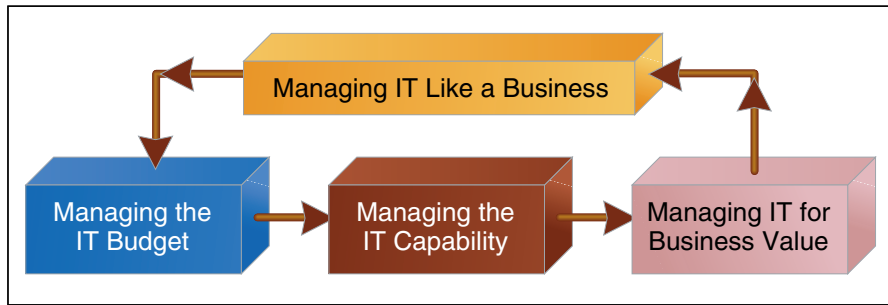 Managing IT Like a Business
Managing the
IT Budget
Managing the
IT Capability
Managing IT for
Business Value